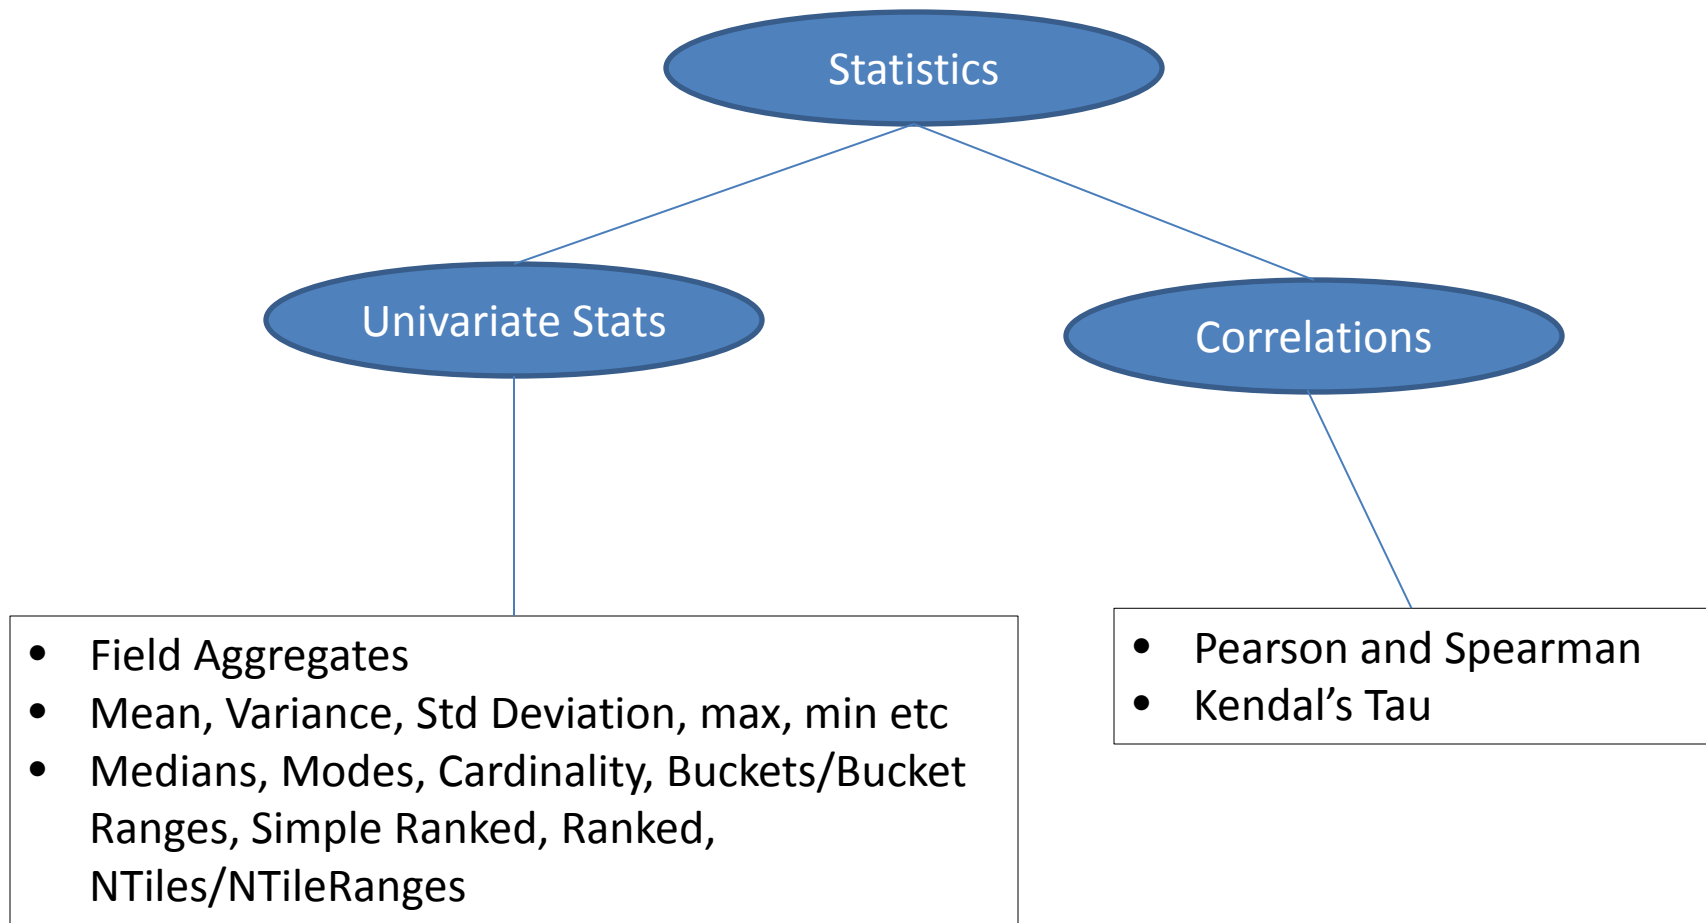 Statistics
Univariate Stats
Correlations
• Field Aggregates
• Mean, Variance, Std Deviation, max, min etc
• Medians, Modes, Cardinality, Buckets/Bucket
Ranges, Simple Ranked, Ranked,
NTiles/NTileRanges
• Pearson and Spearman
• Kendal’s Tau